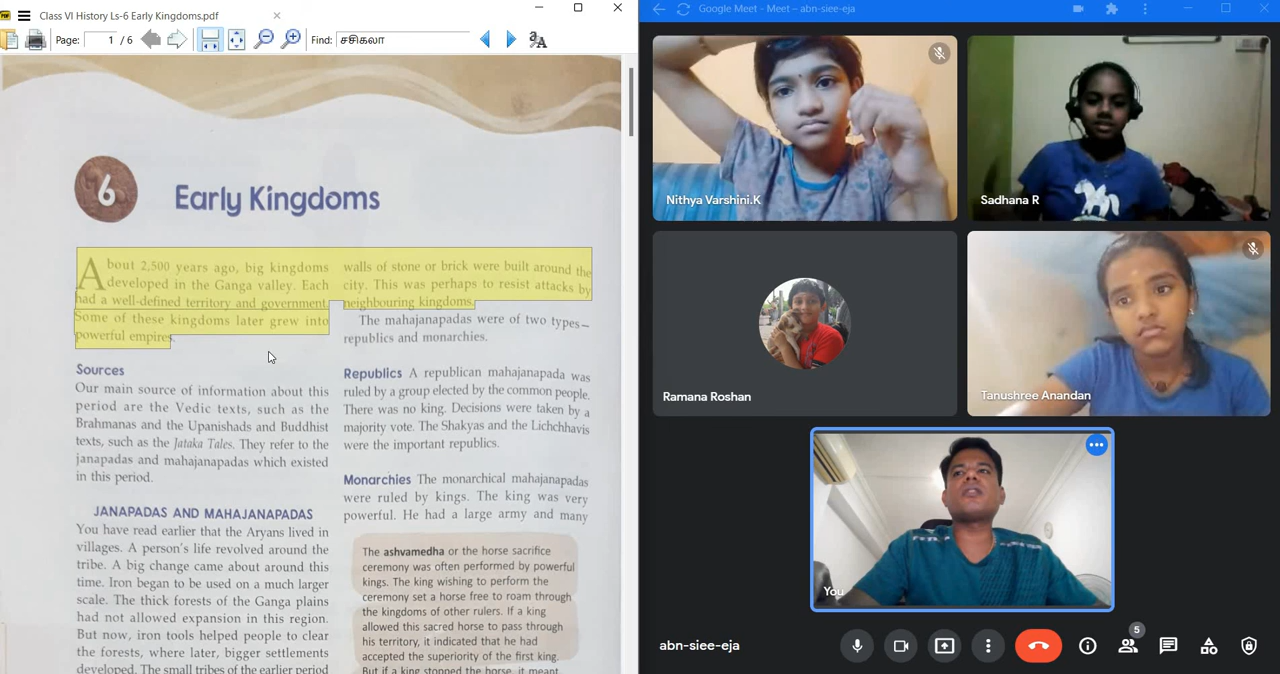 Class VI History Ls-6 Early Kingdoms.pdf
Page: 1 / 6
Find: சசிகலா
6
Early Kingdoms
About 2,500 years ago, big kingdoms
developed in the Ganga valley. Each
had a well-defined territory and government.
Some of these kingdoms later grew into
powerful empires.
Sources
Our main source of information about this
period are the Vedic texts, such as the
Brahmanas and the Upanishads and Buddhist
texts, such as the Jataka Tales. They refer to the
janapadas and mahajanapadas which existed
in this period.
JANAPADAS AND MAHAJANAPADAS
You have read earlier that the Aryans lived in
villages. A person's life revolved around the
tribe. A big change came about around this
time. Iron began to be used on a much larger
scale. The thick forests of the Ganga plains
had not allowed expansion in this region.
But now, iron tools helped people to clear
the forests, where later, bigger settlements
developed. The small tribes of the earlier period
walls of stone or brick were built around the
city. This was perhaps to resist attacks by
neighbouring kingdoms.
The mahajanapadas were of two types—
republics and monarchies.
Republics A republican mahajanapada was
ruled by a group elected by the common people.
There was no king. Decisions were taken by a
majority vote. The Shakyas and the Lichchhavis
were the important republics.
Monarchies The monarchical mahajanapadas
were ruled by kings. The king was very
powerful. He had a large army and many
The ashvamedha or the horse sacrifice
ceremony was often performed by powerful
kings. The king wishing to perform the
ceremony set a horse free to roam through
the kingdoms of other rulers. If a king
allowed this sacred horse to pass through
his territory, it indicated that he had
accepted the superiority of the first king.
But if a king stopped the horse, it meant
Google Meet - Meet – abn-siee-eja
Nithya Varshini.K
Sadhana R
Ramana Roshan
Tanushree Anandan
You
abn-siee-eja
5